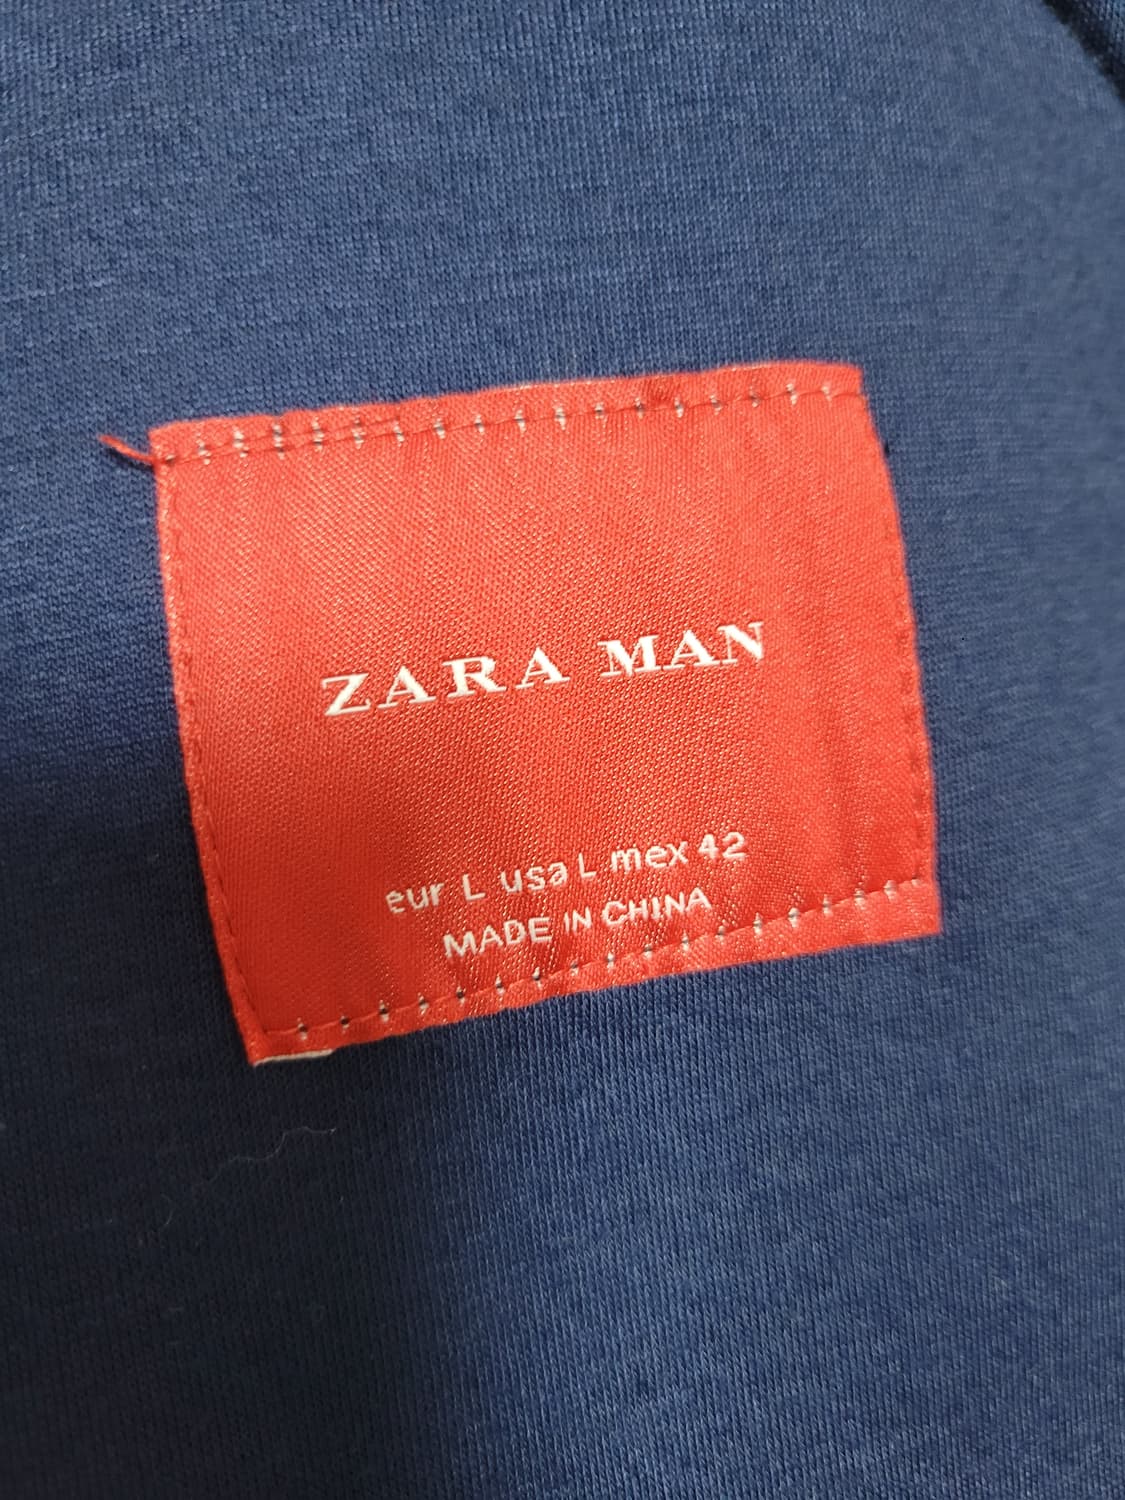 ZARA MAN
eur L usa L mex 42
MADE IN CHINA